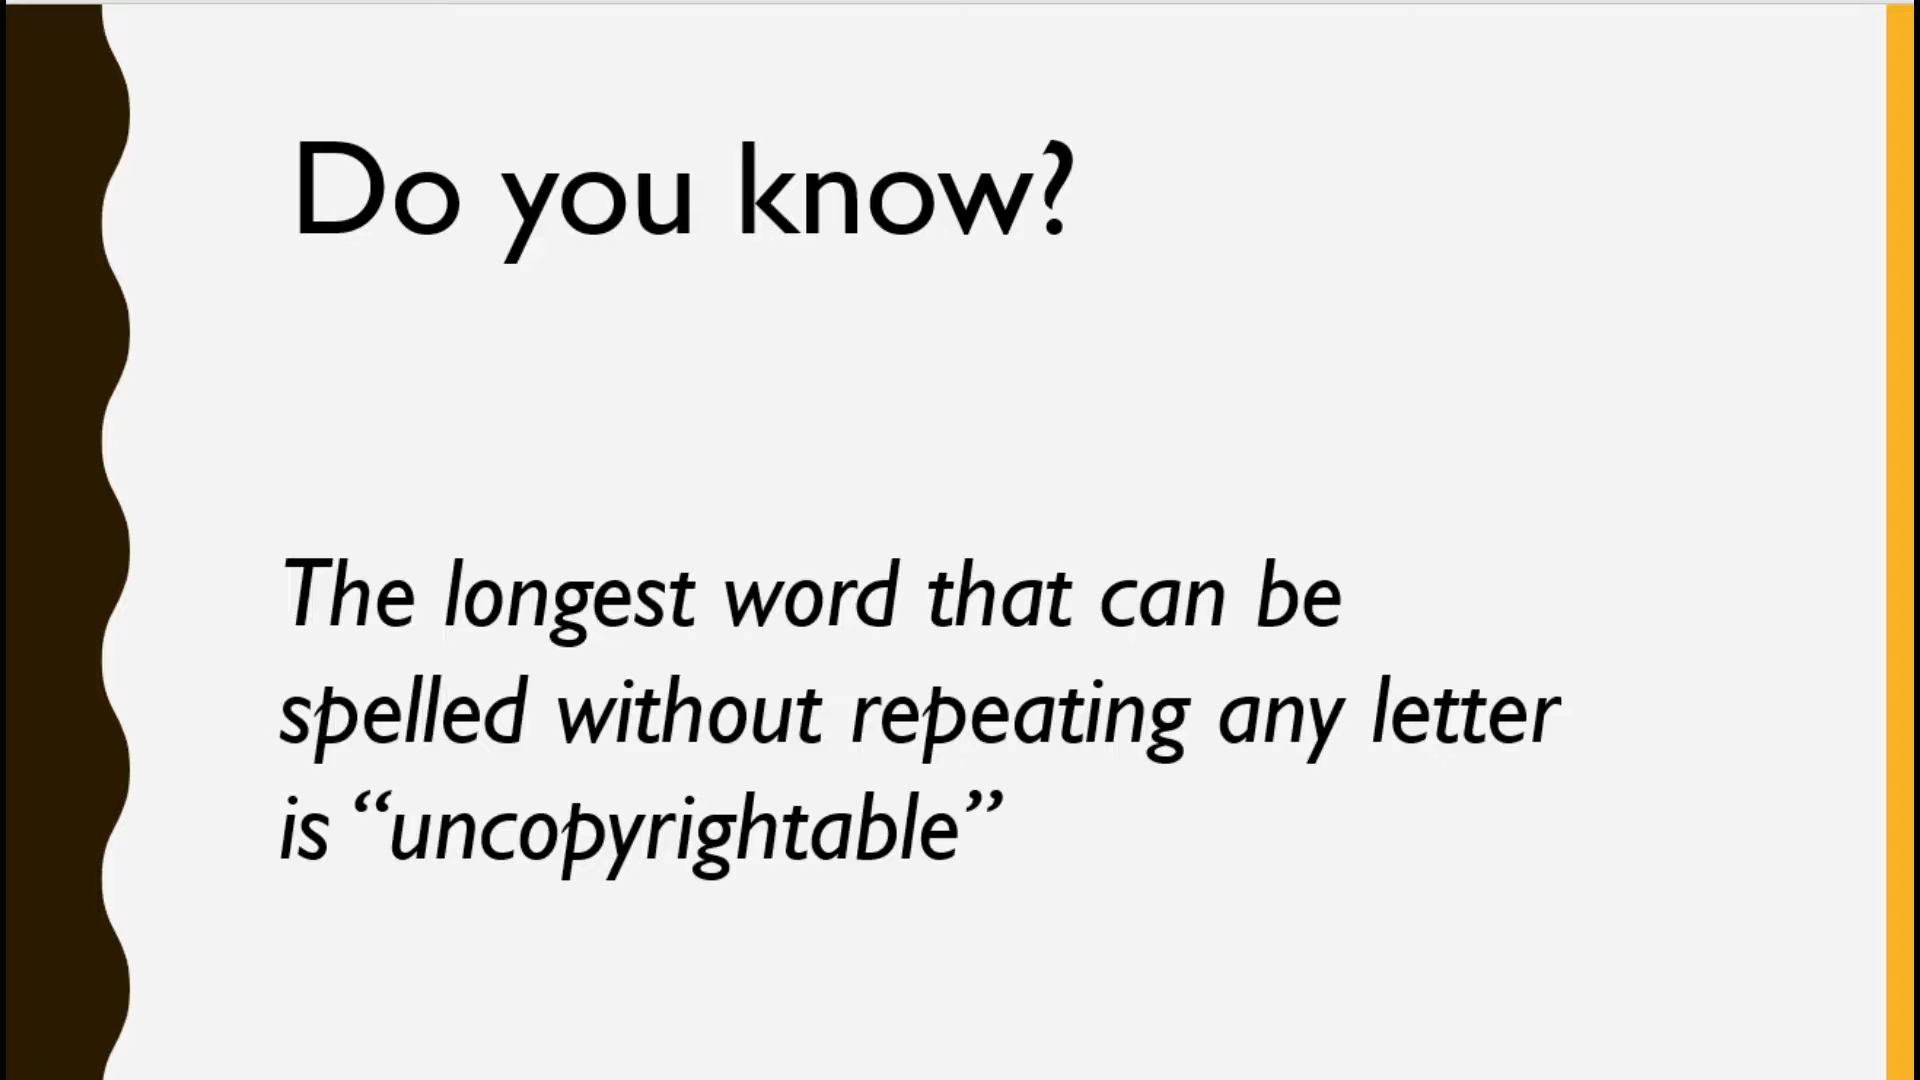 Do you know?
The longest word that can be
spelled without repeating any letter
is “uncopyrightable”